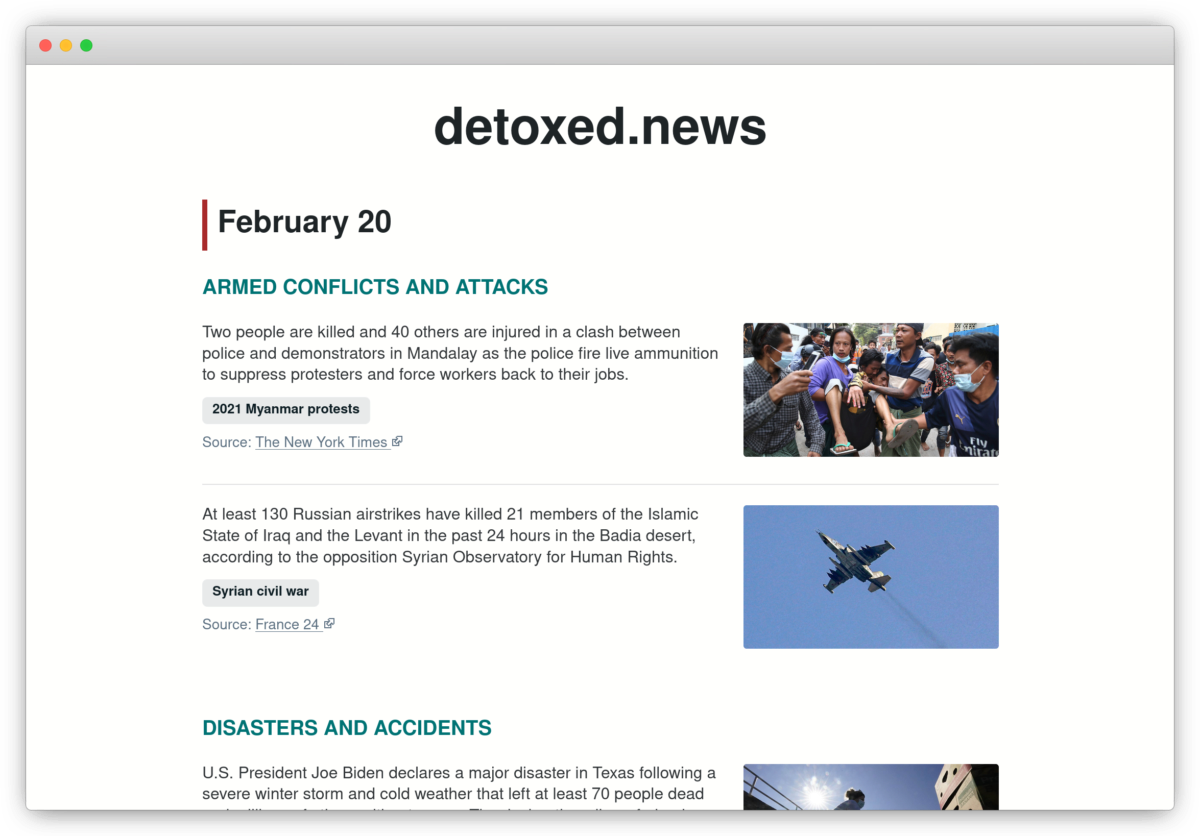 detoxed.news
February 20
ARMED CONFLICTS AND ATTACKS
Two people are killed and 40 others are injured in a clash between
police and demonstrators in Mandalay as the police fire live ammunition
to suppress protesters and force workers back to their jobs.
2021 Myanmar protests
Source: The New York Times
Fly
Emirates
At least 130 Russian airstrikes have killed 21 members of the Islamic
State of Iraq and the Levant in the past 24 hours in the Badia desert,
according to the opposition Syrian Observatory for Human Rights.
Syrian civil war
Source: France 24
DISASTERS AND ACCIDENTS
U.S. President Joe Biden declares a major disaster in Texas following a
severe winter storm and cold weather that left at least 70 people dead